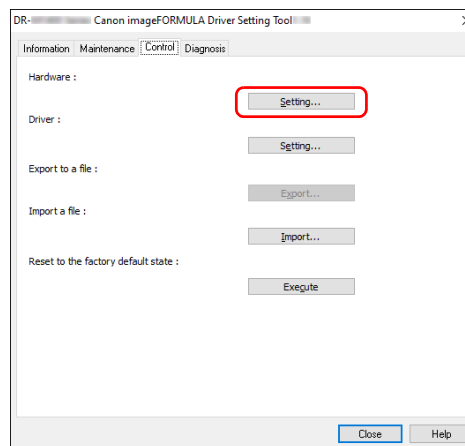 DR- Series Canon imageFORMULA Driver Setting Tool
Information Maintenance Control Diagnosis
Hardware :
Setting...
Driver :
Setting...
Export to a file :
Export...
Import a file :
Import...
Reset to the factory default state :
Execute
Close Help